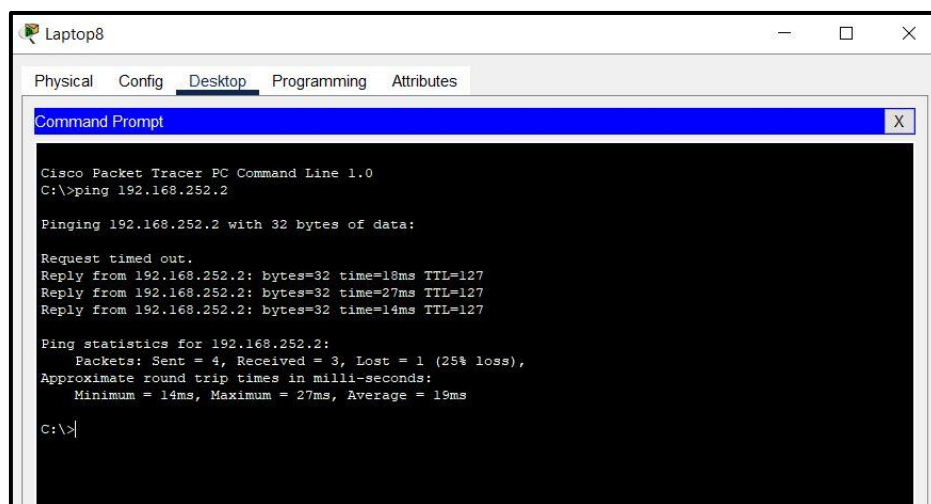 Laptop8
Physical Config Desktop Programming Attributes
Command Prompt X
Cisco Packet Tracer PC Command Line 1.0
C:\>ping 192.168.252.2
Pinging 192.168.252.2 with 32 bytes of data:
Request timed out.
Reply from 192.168.252.2: bytes=32 time=18ms TTL=127
Reply from 192.168.252.2: bytes=32 time=27ms TTL=127
Reply from 192.168.252.2: bytes=32 time=14ms TTL=127
Ping statistics for 192.168.252.2:
Packets: Sent = 4, Received = 3, Lost = 1 (25% loss),
Approximate round trip times in milli-seconds:
Minimum = 14ms, Maximum = 27ms, Average = 19ms
C:\>